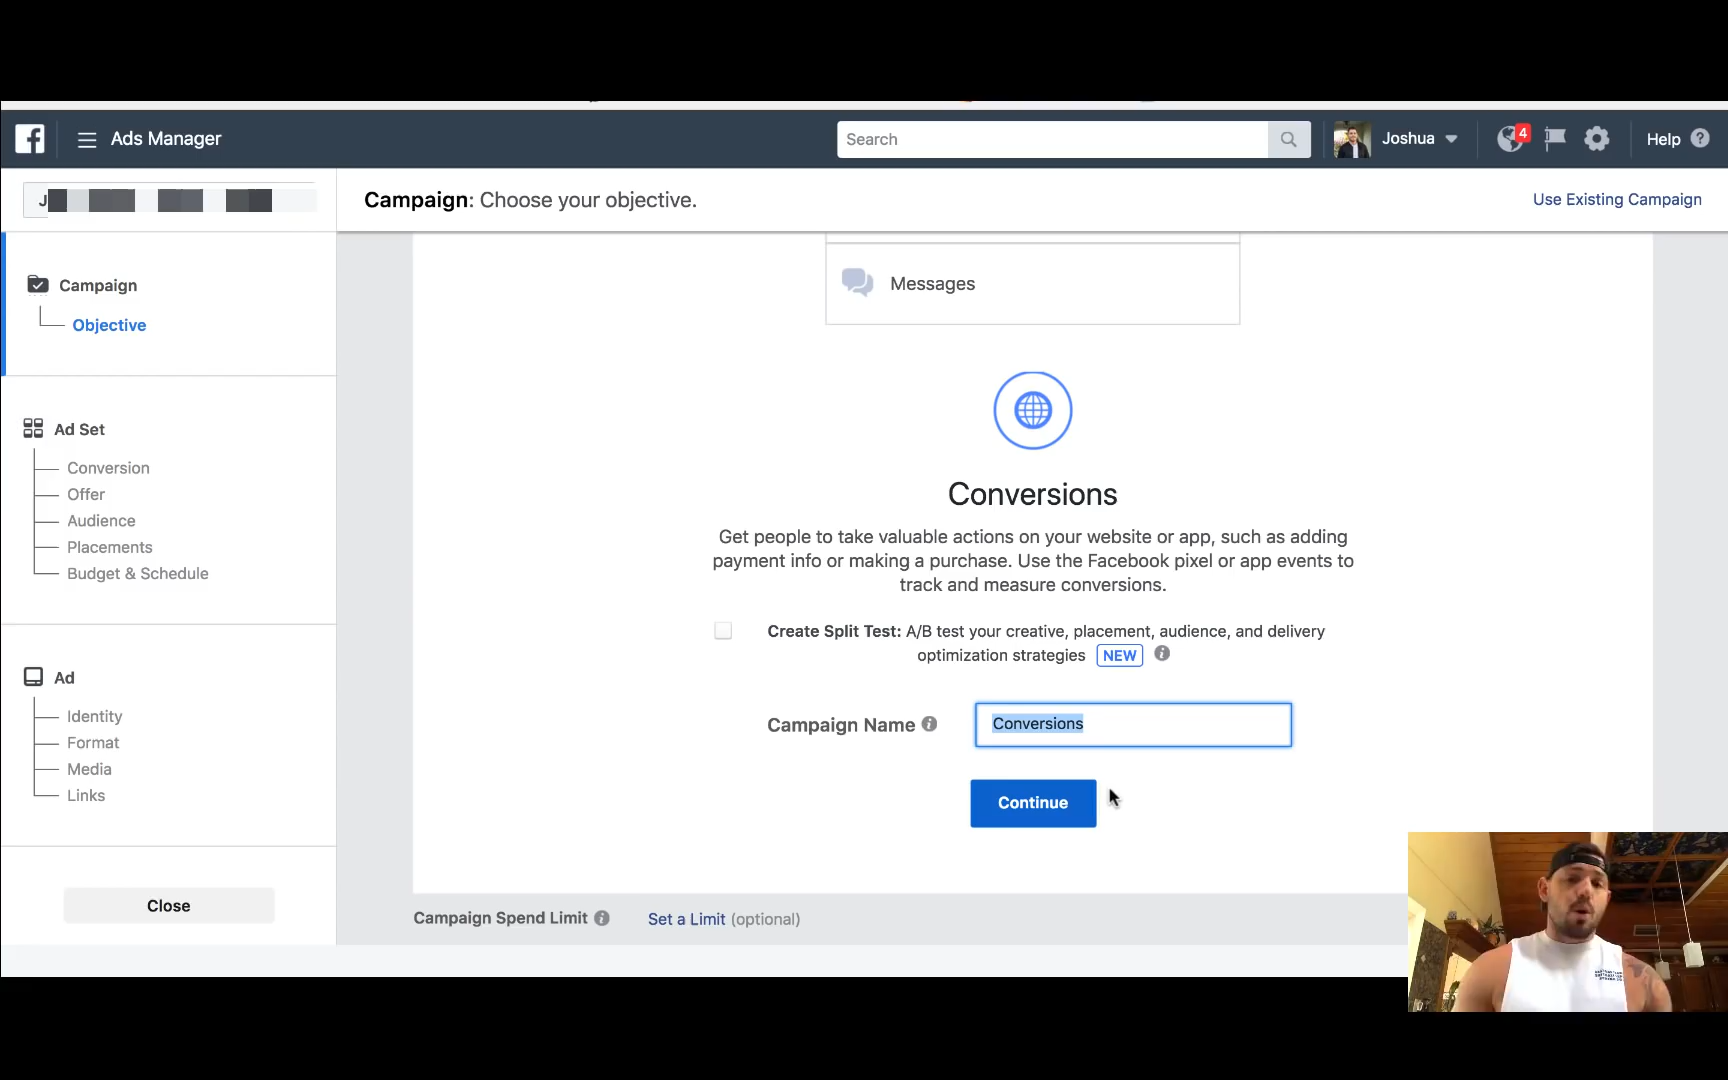 Ads Manager
Search
Joshua
4
Help
J
Campaign: Choose your objective.
Use Existing Campaign
Campaign
Objective
Ad Set
Conversion
Offer
Audience
Placements
Budget & Schedule
Ad
Identity
Format
Media
Links
Close
Messages
Conversions
Get people to take valuable actions on your website or app, such as adding
payment info or making a purchase. Use the Facebook pixel or app events to
track and measure conversions.
Create Split Test: A/B test your creative, placement, audience, and delivery
optimization strategies NEW
Campaign Name
Conversions
Continue
Campaign Spend Limit
Set a Limit (optional)